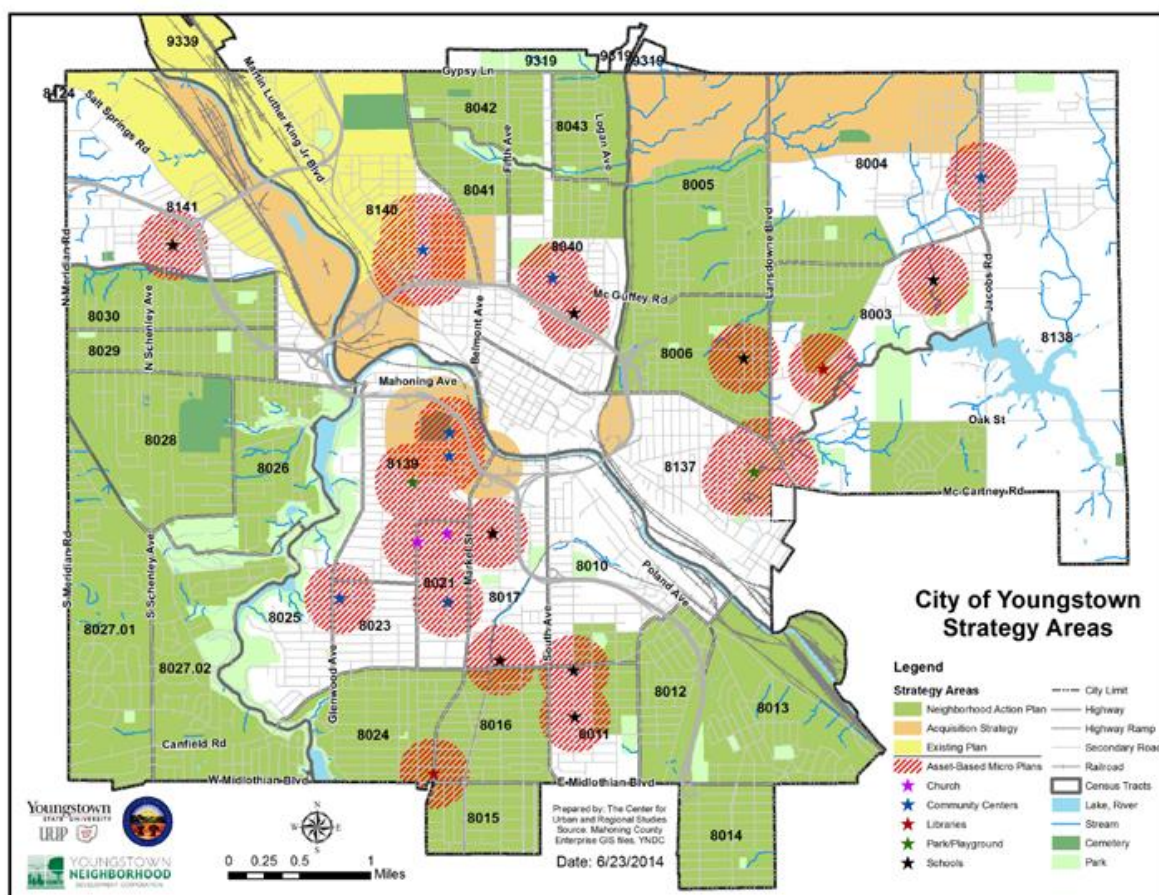 9339
9319
9319
9319
Gypsy Ln
8124
Salt Springs Rd
Martin Luther King Jr Blvd
8042
8043
Fifth Ave
Logan Ave
8004
8005
8041
8141
8140
8040
Lansdowne Blvd
N Meridian Rd
N Schenley Ave
Mc Guffey Rd
Jacobs Rd
8030
8003
8138
8029
Belmont Ave
8006
Mahoning Ave
8028
Oak St
8026
8139
8137
Mc Cartney Rd
S Meridian Rd
S Schenley Ave
Market St
8010
Poland Ave
8021
8017
8025
8023
South Ave
8027.01
8027.02
Glenwood Ave
8012
8013
8024
8016
8011
Canfield Rd
W Midlothian Blvd
E Midlothian Blvd
8015
8014
City of Youngstown
Strategy Areas
Legend
Strategy Areas
Neighborhood Action Plan
Acquisition Strategy
Existing Plan
Asset-Based Micro Plans
Church
Community Centers
Libraries
Park/Playground
Schools
City Limit
Highway
Highway Ramp
Secondary Road
Railroad
Census Tracts
Lake, River
Stream
Cemetery
Park
Youngstown
STATE UNIVERSITY
YOUNGSTOWN
NEIGHBORHOOD
DEVELOPMENT CORPORATION
N
W
E
S
0 0.25 0.5 1
Miles
Prepared by: The Center for
Urban and Regional Studies
Source: Mahoning County
Enterprise GIS files, YNDC
Date: 6/23/2014